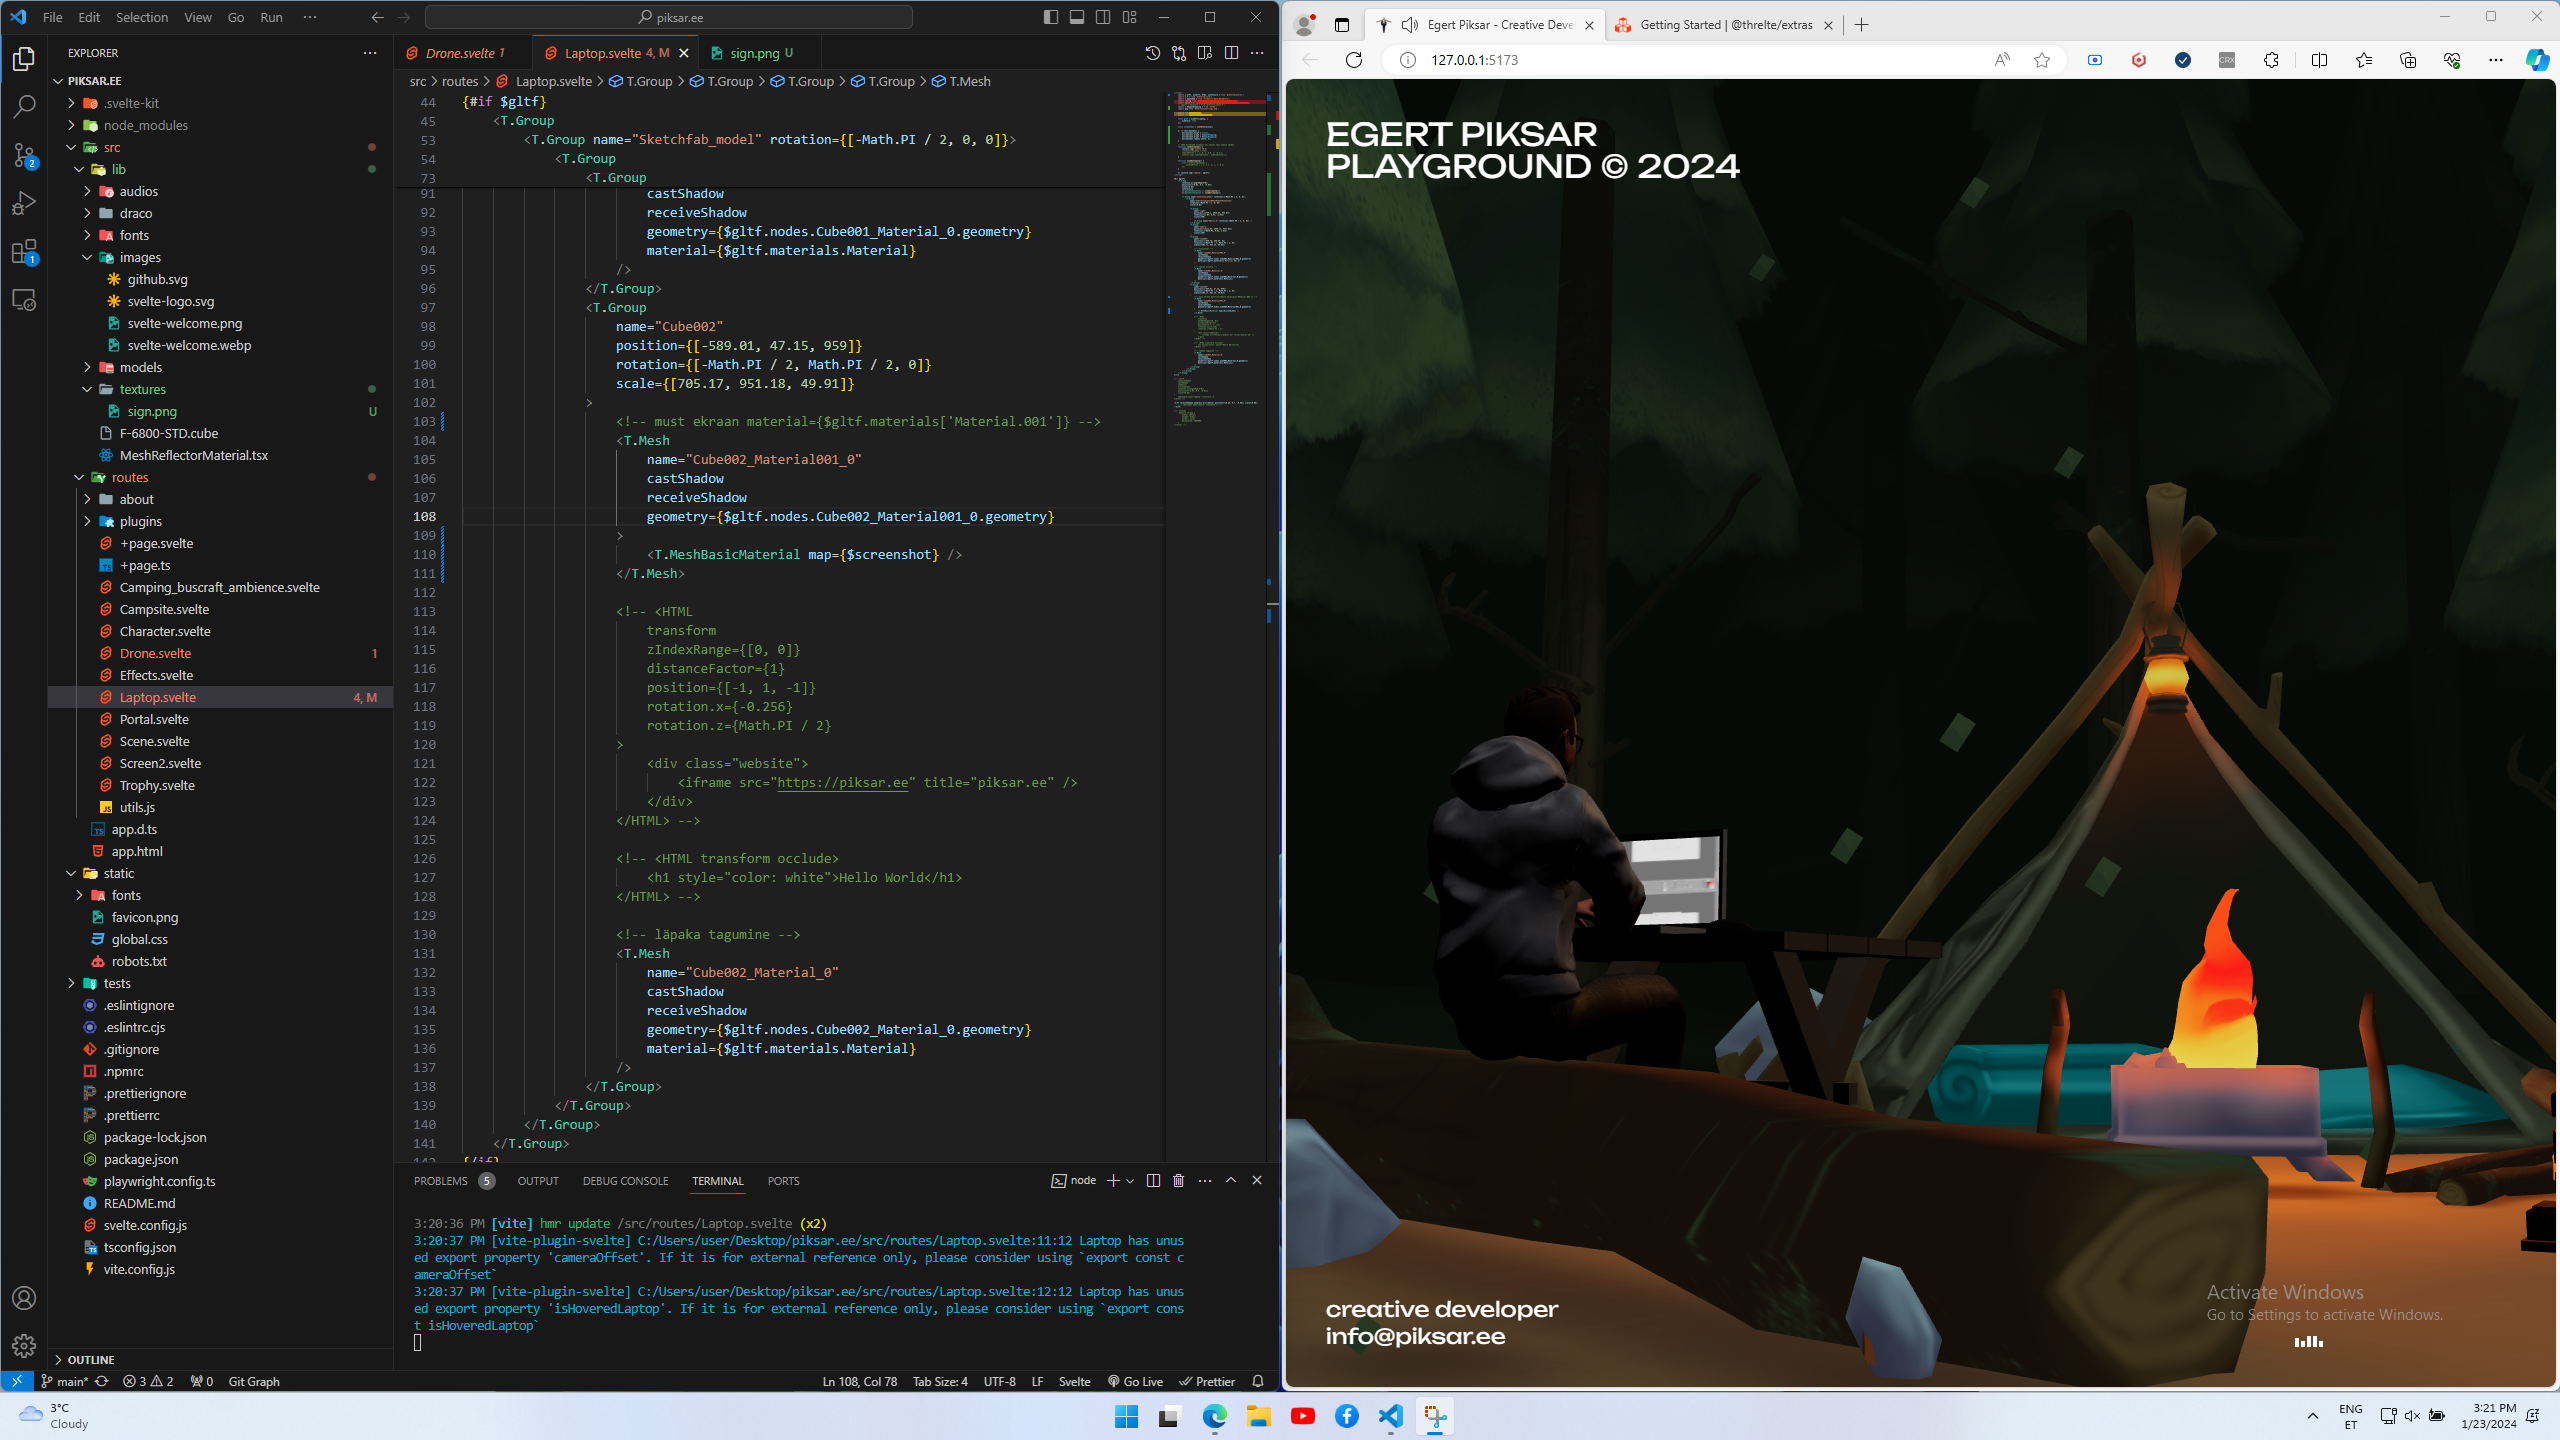 File Edit Selection View Go Run ···
piksar.ee
EXPLORER
PIKSAR.EE
.svelte-kit
node_modules
src
lib
audios
draco
fonts
images
github.svg
svelte-logo.svg
svelte-welcome.png
svelte-welcome.webp
models
textures
sign.png U
F-6800-STD.cube
MeshReflectorMaterial.tsx
routes
about
plugins
+page.svelte
+page.ts
Camping_buscraft_ambience.svelte
Campsite.svelte
Character.svelte
Drone.svelte 1
Effects.svelte
Laptop.svelte 4, M
Portal.svelte
Scene.svelte
Screen2.svelte
Trophy.svelte
utils.js
app.d.ts
app.html
static
fonts
favicon.png
global.css
robots.txt
tests
.eslintignore
.eslintrc.cjs
.gitignore
.npmrc
.prettierignore
.prettierrc
package-lock.json
package.json
playwright.config.ts
README.md
svelte.config.js
tsconfig.json
vite.config.js
OUTLINE
2
1
Drone.svelte 1 Laptop.svelte 4, M sign.png U
src > routes > Laptop.svelte > T.Group > T.Group > T.Group > T.Group > T.Mesh
44 {#if $gltf}
45 <T.Group
53 <T.Group name="Sketchfab_model" rotation={[-Math.PI / 2, 0, 0]}>
54 <T.Group
73 <T.Group
91 castShadow
92 receiveShadow
93 geometry={$gltf.nodes.Cube001_Material_0.geometry}
94 material={$gltf.materials.Material}
95 />
96 </T.Group>
97 <T.Group
98 name="Cube002"
99 position={[-589.01, 47.15, 959]}
100 rotation={[-Math.PI / 2, Math.PI / 2, 0]}
101 scale={[705.17, 951.18, 49.91]}
102 >
103 <!-- must ekraan material={$gltf.materials['Material.001']} -->
104 <T.Mesh
105 name="Cube002_Material001_0"
106 castShadow
107 receiveShadow
108 geometry={$gltf.nodes.Cube002_Material001_0.geometry}
109 >
110 <T.MeshBasicMaterial map={$screenshot} />
111 </T.Mesh>
112
113 <!-- <HTML
114 transform
115 zIndexRange={[0, 0]}
116 distanceFactor={1}
117 position={[-1, 1, -1]}
118 rotation.x={-0.256}
119 rotation.z={Math.PI / 2}
120 >
121 <div class="website">
122 <iframe src="https://piksar.ee" title="piksar.ee" />
123 </div>
124 </HTML> -->
125
126 <!-- <HTML transform occlude>
127 <h1 style="color: white">Hello World</h1>
128 </HTML> -->
129
130 <!-- läpaka tagumine -->
131 <T.Mesh
132 name="Cube002_Material_0"
133 castShadow
134 receiveShadow
135 geometry={$gltf.nodes.Cube002_Material_0.geometry}
136 material={$gltf.materials.Material}
137 />
138 </T.Group>
139 </T.Group>
140 </T.Group>
141 </T.Group>
142 {/if}
PROBLEMS 5 OUTPUT DEBUG CONSOLE TERMINAL PORTS node
3:20:36 PM [vite] hmr update /src/routes/Laptop.svelte (x2)
3:20:37 PM [vite-plugin-svelte] C:/Users/user/Desktop/piksar.ee/src/routes/Laptop.svelte:11:12 Laptop has unus
ed export property 'cameraOffset'. If it is for external reference only, please consider using `export const c
ameraOffset`
3:20:37 PM [vite-plugin-svelte] C:/Users/user/Desktop/piksar.ee/src/routes/Laptop.svelte:12:12 Laptop has unus
ed export property 'isHoveredLaptop'. If it is for external reference only, please consider using `export cons
t isHoveredLaptop`
main* 3 2 0 Git Graph Ln 108, Col 78 Tab Size: 4 UTF-8 LF Svelte Go Live Prettier
Egert Piksar - Creative Deve Getting Started | @threlte/extras
127.0.0.1:5173
CRX
EGERT PIKSAR
PLAYGROUND © 2024
creative developer
info@piksar.ee
Activate Windows
Go to Settings to activate Windows.
3°C
Cloudy
ENG
ET
3:21 PM
1/23/2024